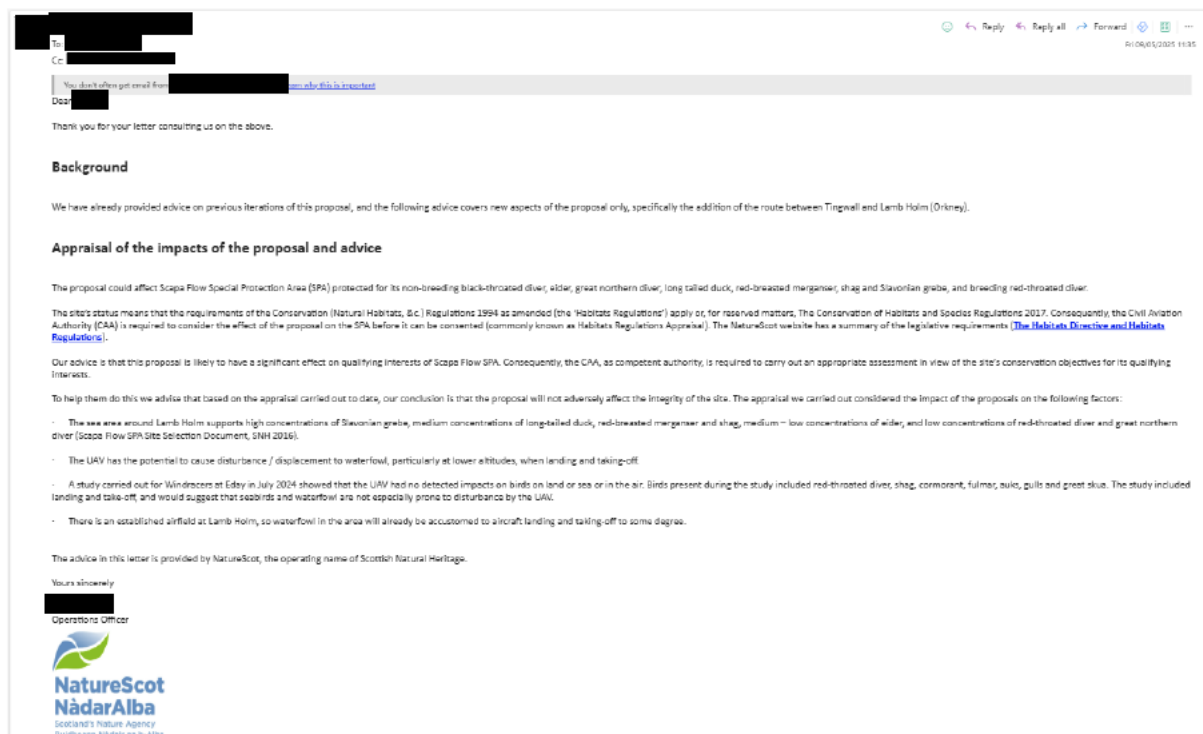 Reply Reply all Forward ...
To:
Fri 09/05/2025 11:35
Cc:
You don't often get email from earn why this is important
Dear
Thank you for your letter consulting us on the above.
Background
We have already provided advice on previous iterations of this proposal, and the following advice covers new aspects of the proposal only, specifically the addition of the route between Tingwall and Lamb Holm (Orkney).
Appraisal of the impacts of the proposal and advice
The proposal could affect Scapa Flow Special Protection Area (SPA) protected for its non-breeding black-throated diver, eider, great northern diver, long tailed duck, red-breasted merganser, shag and Slavonian grebe, and breeding red-throated diver.
The site's status means that the requirements of the Conservation (Natural Habitats, &c.) Regulations 1994 as amended (the 'Habitats Regulations') apply or, for reserved matters, The Conservation of Habitats and Species Regulations 2017. Consequently, the Civil Aviation
Authority (CAA) is required to consider the effect of the proposal on the SPA before it can be consented (commonly known as Habitats Regulations Appraisal). The NatureScot website has a summary of the legislative requirements (The Habitats Directive and Habitats
Regulations).
Our advice is that this proposal is likely to have a significant effect on qualifying interests of Scapa Flow SPA. Consequently, the CAA, as competent authority, is required to carry out an appropriate assessment in view of the site's conservation objectives for its qualifying
interests.
To help them do this we advise that based on the appraisal carried out to date, our conclusion is that the proposal will not adversely affect the integrity of the site. The appraisal we carried out considered the impact of the proposals on the following factors:
· The sea area around Lamb Holm supports high concentrations of Slavonian grebe, medium concentrations of long-tailed duck, red-breasted merganser and shag, medium – low concentrations of eider, and low concentrations of red-throated diver and great northern
diver (Scapa Flow SPA Site Selection Document, SNH 2016).
· The UAV has the potential to cause disturbance / displacement to waterfowl, particularly at lower altitudes, when landing and taking-off.
· A study carried out for Windracers at Eday in July 2024 showed that the UAV had no detected impacts on birds on land or sea or in the air. Birds present during the study included red-throated diver, shag, cormorant, fulmar, auks, gulls and great skua. The study included
landing and take-off, and would suggest that seabirds and waterfowl are not especially prone to disturbance by the UAV.
· There is an established airfield at Lamb Holm, so waterfowl in the area will already be accustomed to aircraft landing and taking-off to some degree.
The advice in this letter is provided by NatureScot, the operating name of Scottish Natural Heritage.
Yours sincerely
Operations Officer
NatureScot
NàdarAlba
Scotland's Nature Agency